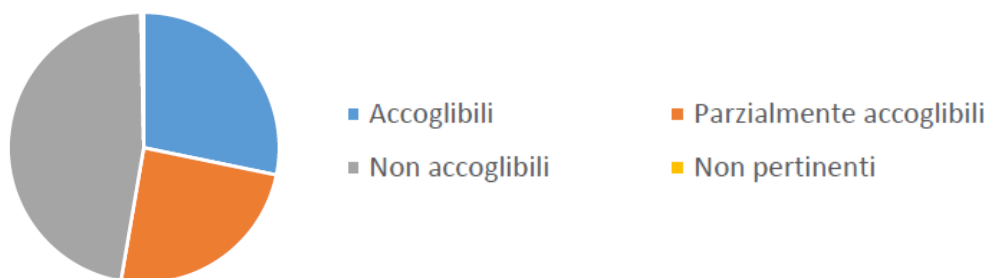 Accoglibili
Parzialmente accoglibili
Non accoglibili
Non pertinenti